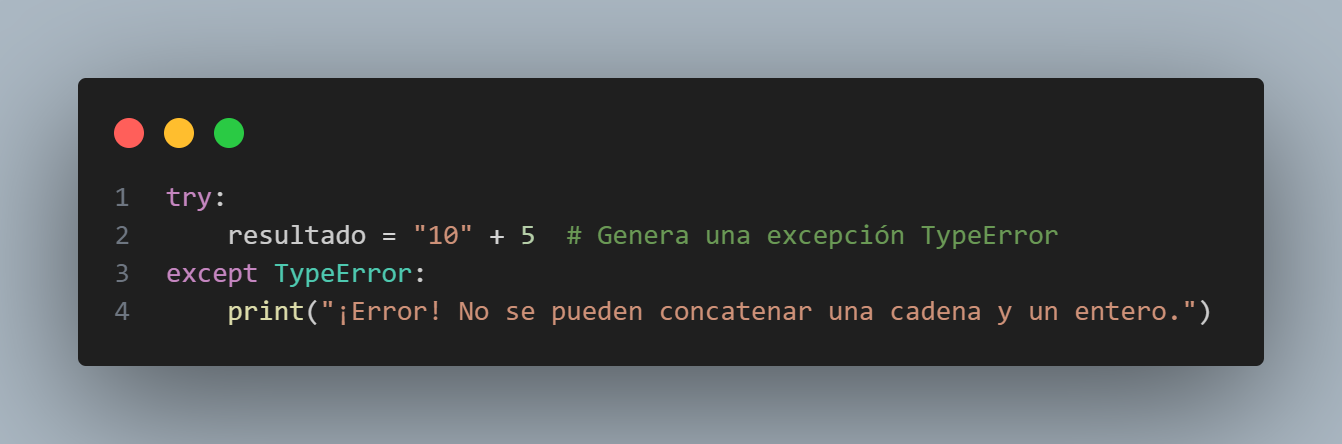 1 try:
2     resultado = "10" + 5  # Genera una excepción TypeError
3 except TypeError:
4     print("¡Error! No se pueden concatenar una cadena y un entero.")